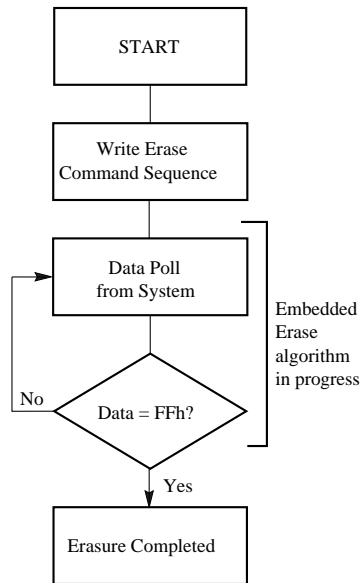 START
Write Erase
Command Sequence
Data Poll
from System
Embedded
Erase
algorithm
in progress
No
Data = FFh?
Yes
Erasure Completed